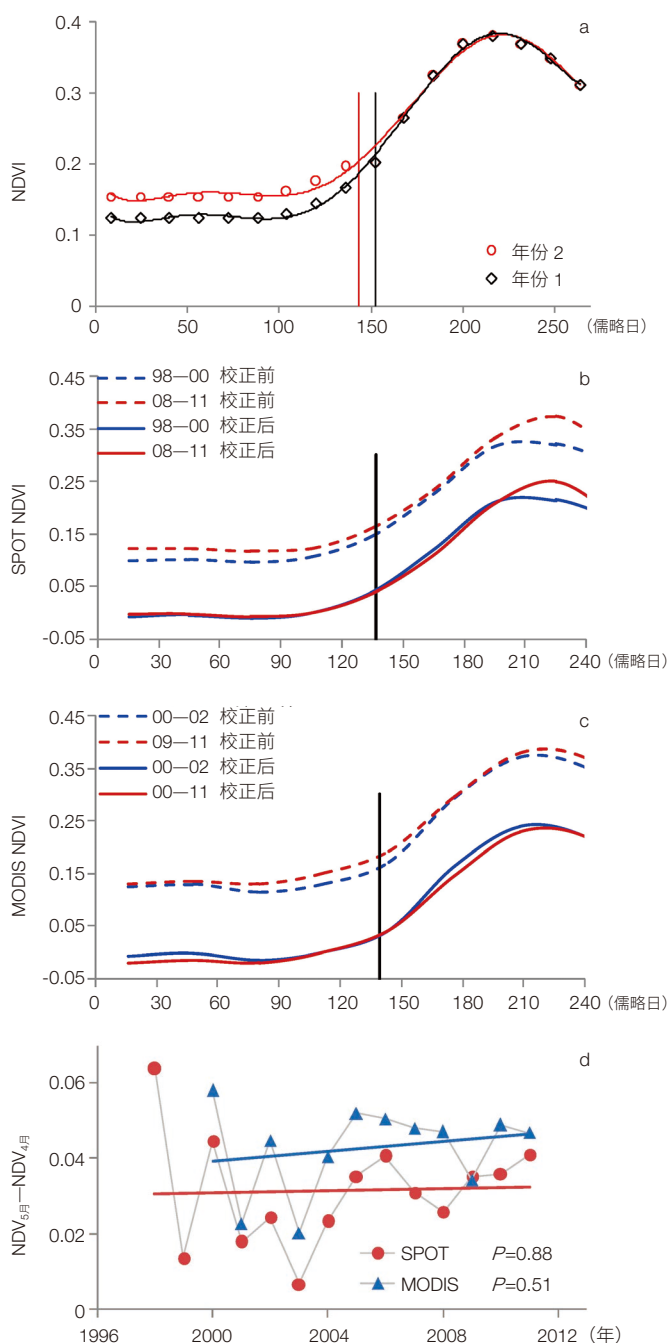 0.4
a
0.3
0.2
0.1
0
NDVI
年份 2
年份 1
0 50 100 150 200 250 (儒略日)
b
0.45
0.35
0.25
0.15
0.05
-0.05
SPOT NDVI
98—00 校正前
08—11 校正前
98—00 校正后
08—11 校正后
0 30 60 90 120 150 180 210 240 (儒略日)
c
0.45
0.35
0.25
0.15
0.05
-0.05
MODIS NDVI
00—02 校正前
09—11 校正前
00—02 校正后
00—11 校正后
0 30 60 90 120 150 180 210 240 (儒略日)
d
0.06
0.04
0.02
0
NDV5月—NDV4月
SPOT P=0.88
MODIS P=0.51
1996 2000 2004 2008 2012 (年)